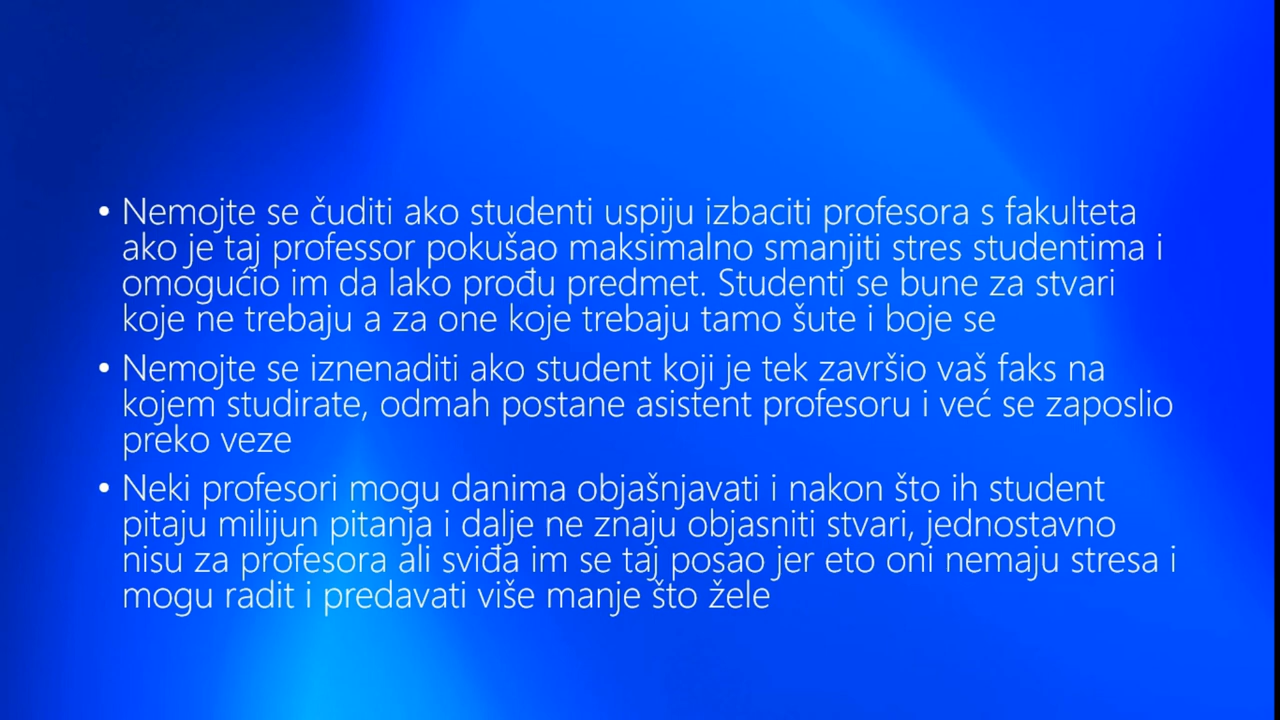 • Nemojte se čuditi ako studenti uspiju izbaciti profesora s fakulteta
ako je taj professor pokušao maksimalno smanjiti stres studentima i
omogućio im da lako prođu predmet. Studenti se bune za stvari
koje ne trebaju a za one koje trebaju tamo šute i boje se
• Nemojte se iznenaditi ako student koji je tek završio vaš faks na
kojem studirate, odmah postane asistent profesoru i već se zaposlio
preko veze
• Neki profesori mogu danima objašnjavati i nakon što ih student
pitaju milijun pitanja i dalje ne znaju objasniti stvari, jednostavno
nisu za profesora ali sviđa im se taj posao jer eto oni nemaju stresa i
mogu radit i predavati više manje što žele